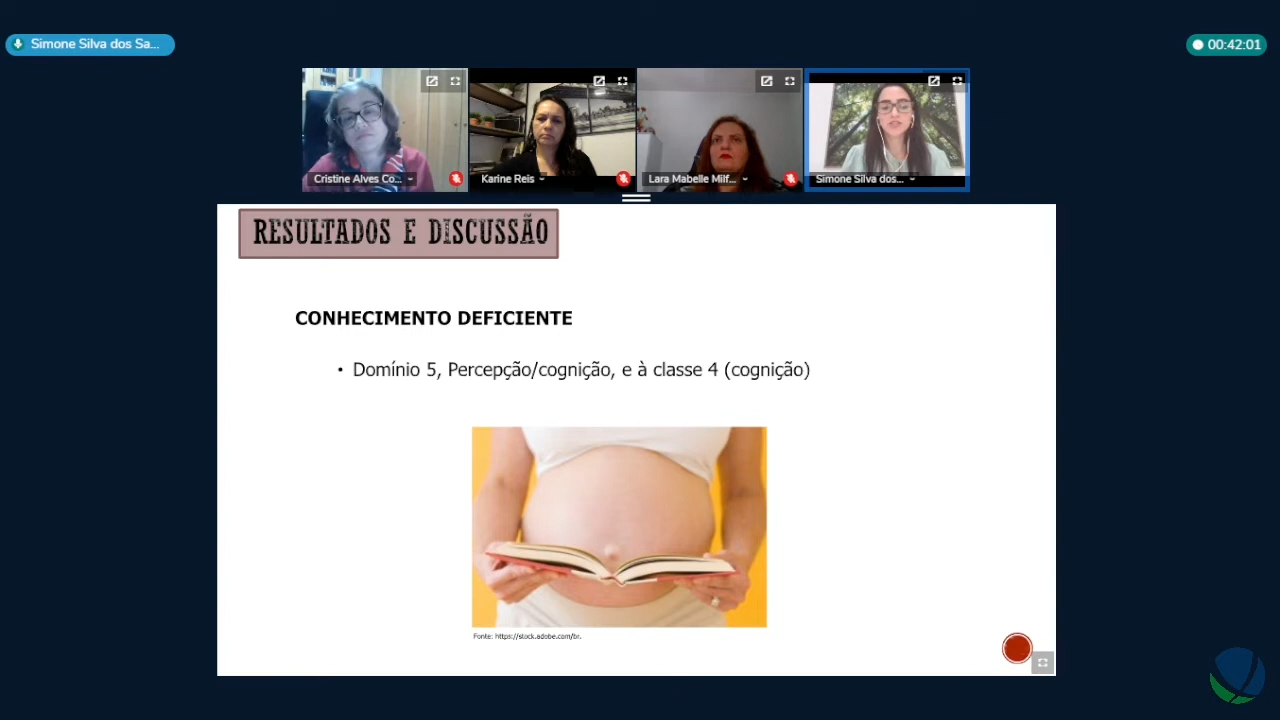 Simone Silva dos Sa...
00:42:01
Cristine Alves Co...
Karine Reis
Lara Mabelle Milf...
Simone Silva dos...
RESULTADOS E DISCUSSÃO
CONHECIMENTO DEFICIENTE
• Domínio 5, Percepção/cognição, e à classe 4 (cognição)
Fonte: https://stock.adobe.com/br.